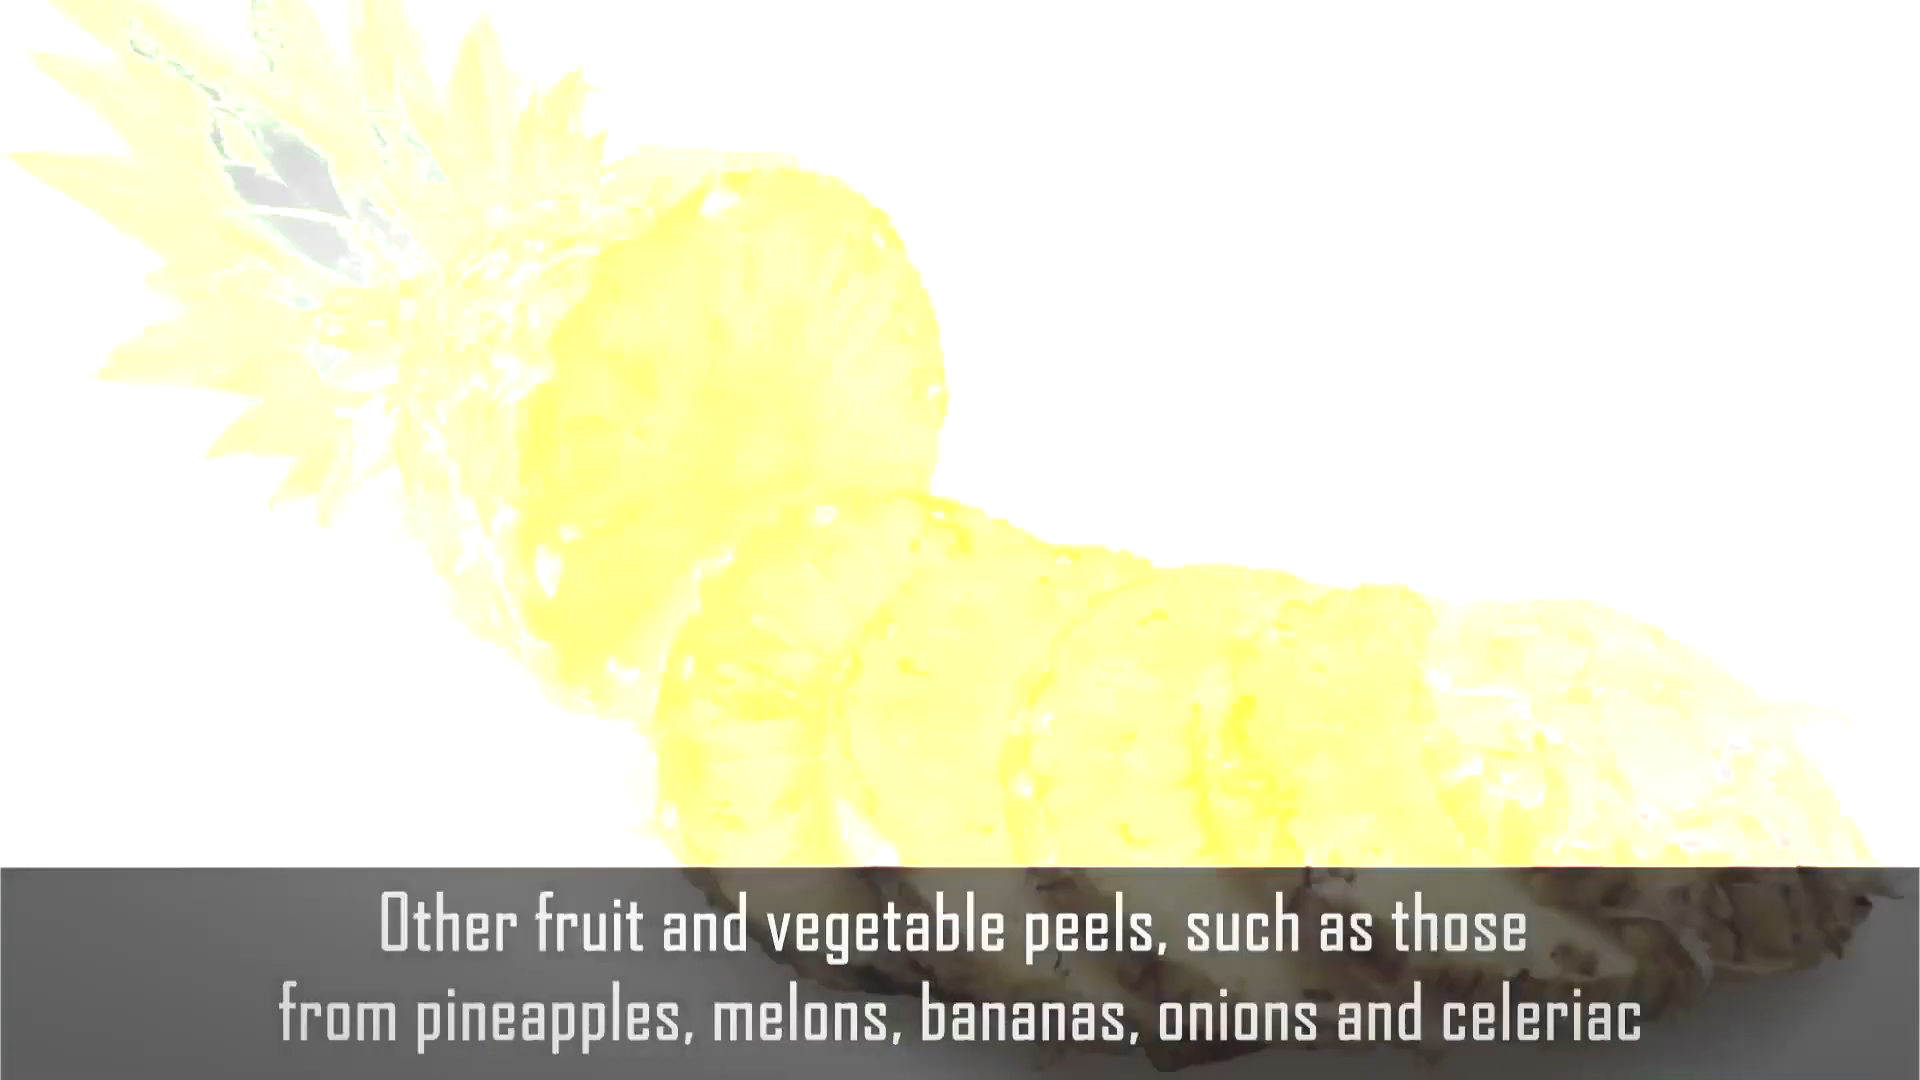 Other fruit and vegetable peels, such as those
from pineapples, melons, bananas, onions and celeriac